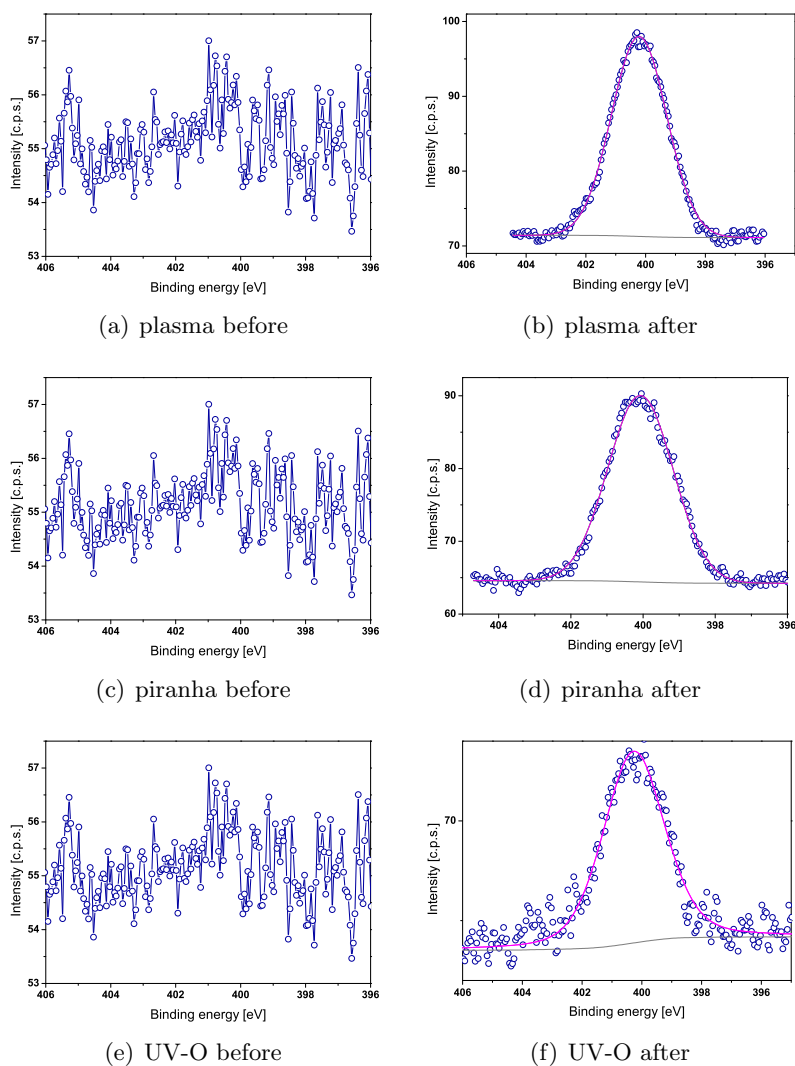 57
56
55
54
53
Intensity [c.p.s.]
406 404 402 400 398 396
Binding energy [eV]
(a) plasma before
100
90
80
70
Intensity [c.p.s.]
406 404 402 400 398 396
Binding energy [eV]
(b) plasma after
57
56
55
54
53
Intensity [c.p.s.]
406 404 402 400 398 396
Binding energy [eV]
(c) piranha before
90
80
70
60
Intensity [c.p.s.]
404 402 400 398 396
Binding energy [eV]
(d) piranha after
57
56
55
54
53
Intensity [c.p.s.]
406 404 402 400 398 396
Binding energy [eV]
(e) UV-O before
70
Intensity [c.p.s.]
406 404 402 400 398 396
Binding energy [eV]
(f) UV-O after